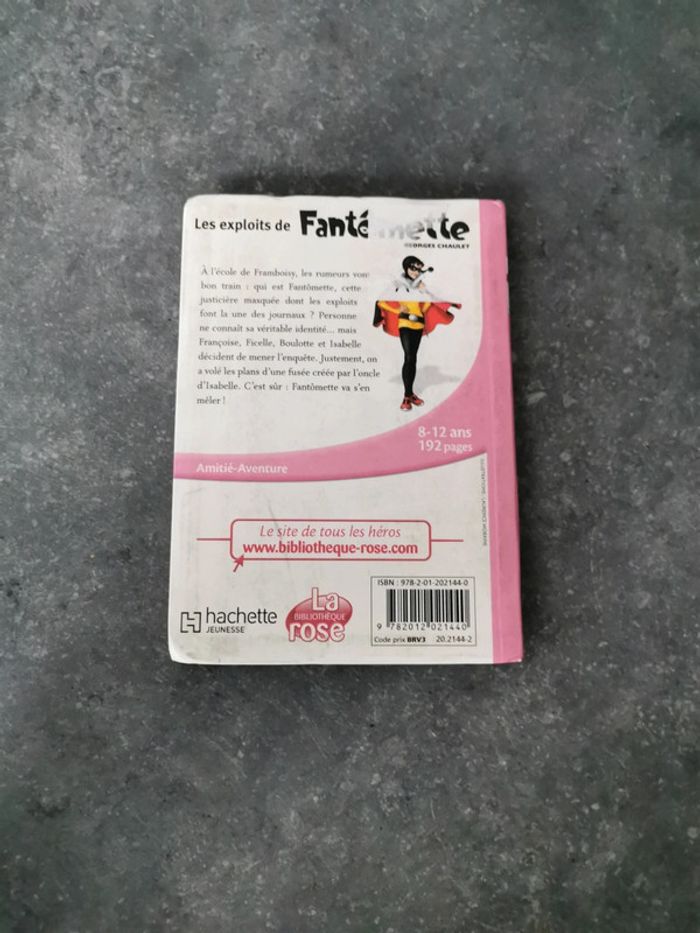 Les exploits de Fantômette
GEORGES CHAULET
À l'école de Framboisy, les rumeurs vont
bon train : qui est Fantômette, cette
justicière masquée dont les exploits
font la une des journaux ? Personne
ne connaît sa véritable identité... mais
Françoise, Ficelle, Boulotte et Isabelle
décident de mener l'enquête. Justement, on
a volé les plans d'une fusée créée par l'oncle
d'Isabelle. C'est sûr : Fantômette va s'en
mêler !
8-12 ans
192 pages
Amitié-Aventure
ILLUSTRATIONS : LAURENCE MORAINE
Le site de tous les héros
www.bibliotheque-rose.com
hachette
JEUNESSE
La
BIBLIOTHÈQUE
rose
ISBN : 978-2-01-202144-0
9 782012 021440
Code prix BRV3 20.2144-2